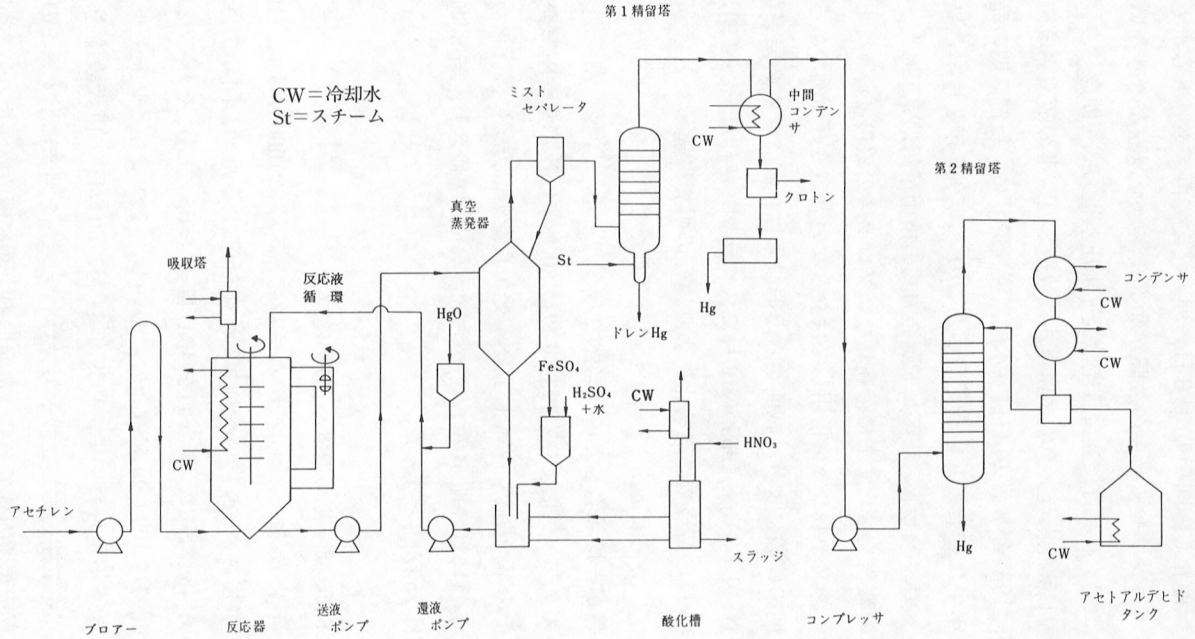 第1精留塔
CW=冷却水
St=スチーム
ミスト
セパレータ
中間
コンデン
サ
CW
クロトン
Hg
第2精留塔
真空
蒸発器
St
ドレンHg
吸収塔
反応液
循環
HgO
FeSO₄
H₂SO₄
+水
CW
HNO₃
コンデンサ
CW
CW
CW
アセチレン
スラッジ
Hg
CW
ブロアー
反応器
送液
ポンプ
還液
ポンプ
酸化槽
コンプレッサ
アセトアルデヒド
タンク